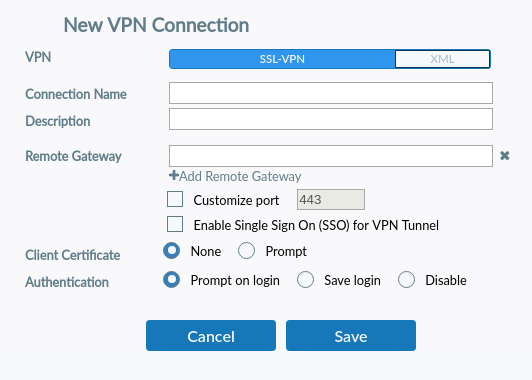 New VPN Connection
VPN SSL-VPN XML
Connection Name
Description
Remote Gateway ✖
+Add Remote Gateway
Customize port 443
Enable Single Sign On (SSO) for VPN Tunnel
Client Certificate None Prompt
Authentication Prompt on login Save login Disable
Cancel Save